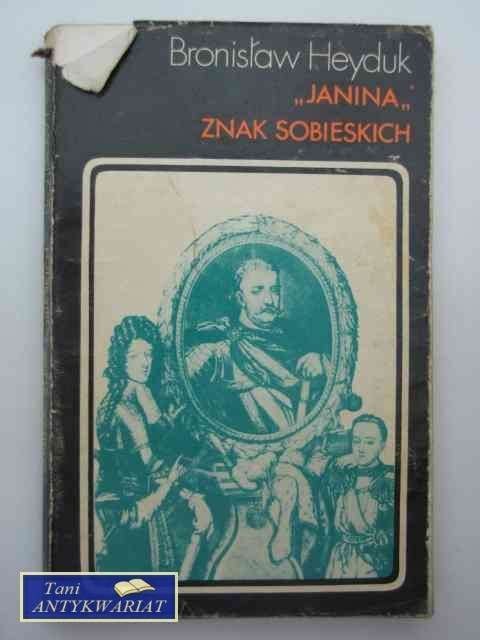 Bronisław Heyduk
„JANINA„
ZNAK SOBIESKICH
Tani
ANTYKWARIAT